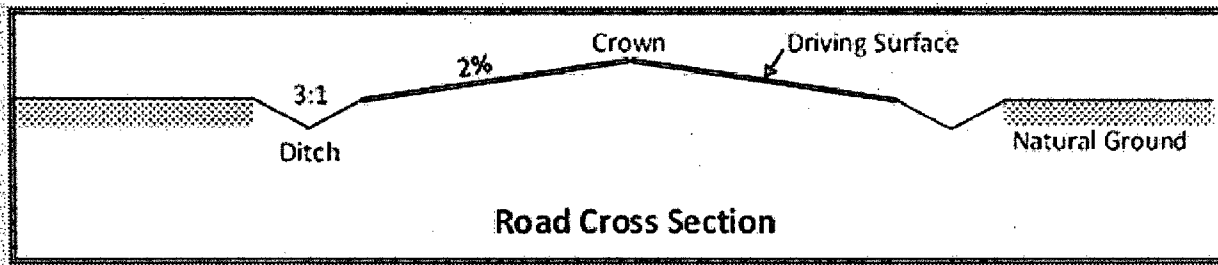 Crown
Driving Surface
2%
3:1
Ditch
Natural Ground
Road Cross Section